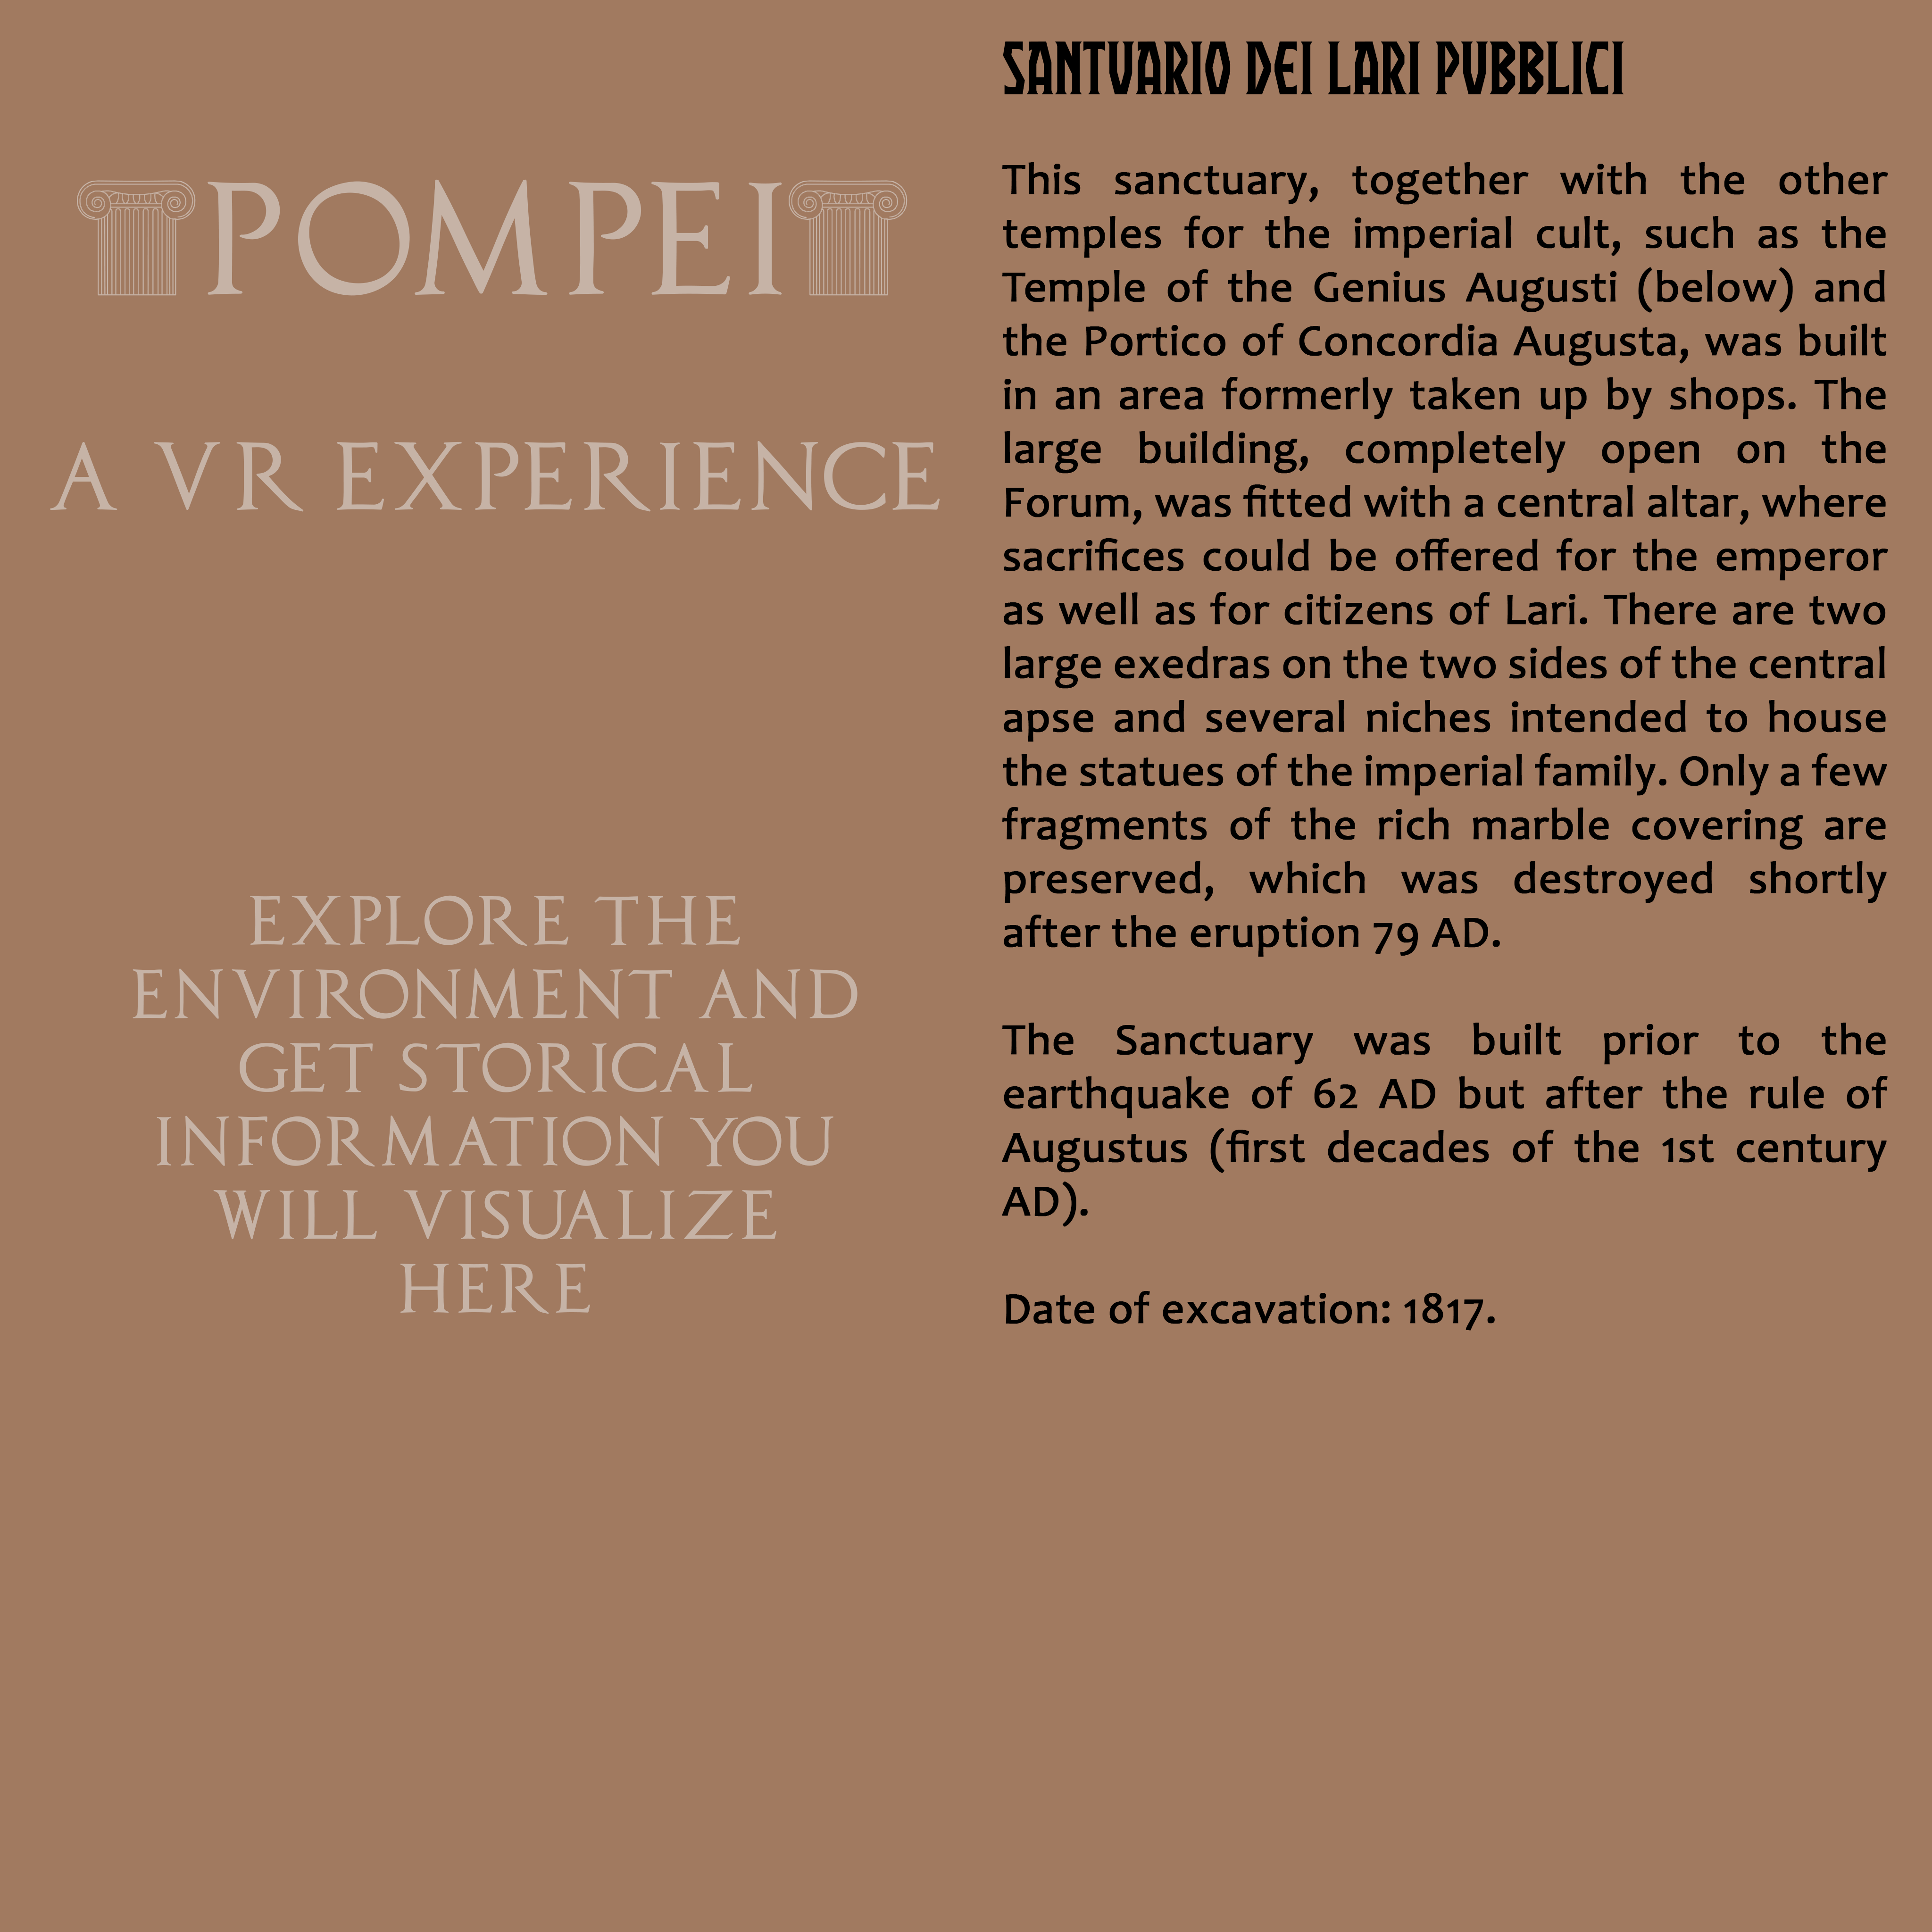 POMPEI
A VR EXPERIENCE
EXPLORE THE
ENVIRONMENT AND
GET STORICAL
INFORMATION YOU
WILL VISUALIZE
HERE
SANTUARIO DEI LARI PUBBLICI
This sanctuary, together with the other
temples for the imperial cult, such as the
Temple of the Genius Augusti (below) and
the Portico of Concordia Augusta, was built
in an area formerly taken up by shops. The
large building, completely open on the
Forum, was fitted with a central altar, where
sacrifices could be offered for the emperor
as well as for citizens of Lari. There are two
large exedras on the two sides of the central
apse and several niches intended to house
the statues of the imperial family. Only a few
fragments of the rich marble covering are
preserved, which was destroyed shortly
after the eruption 79 AD.
The Sanctuary was built prior to the
earthquake of 62 AD but after the rule of
Augustus (first decades of the 1st century
AD).
Date of excavation: 1817.